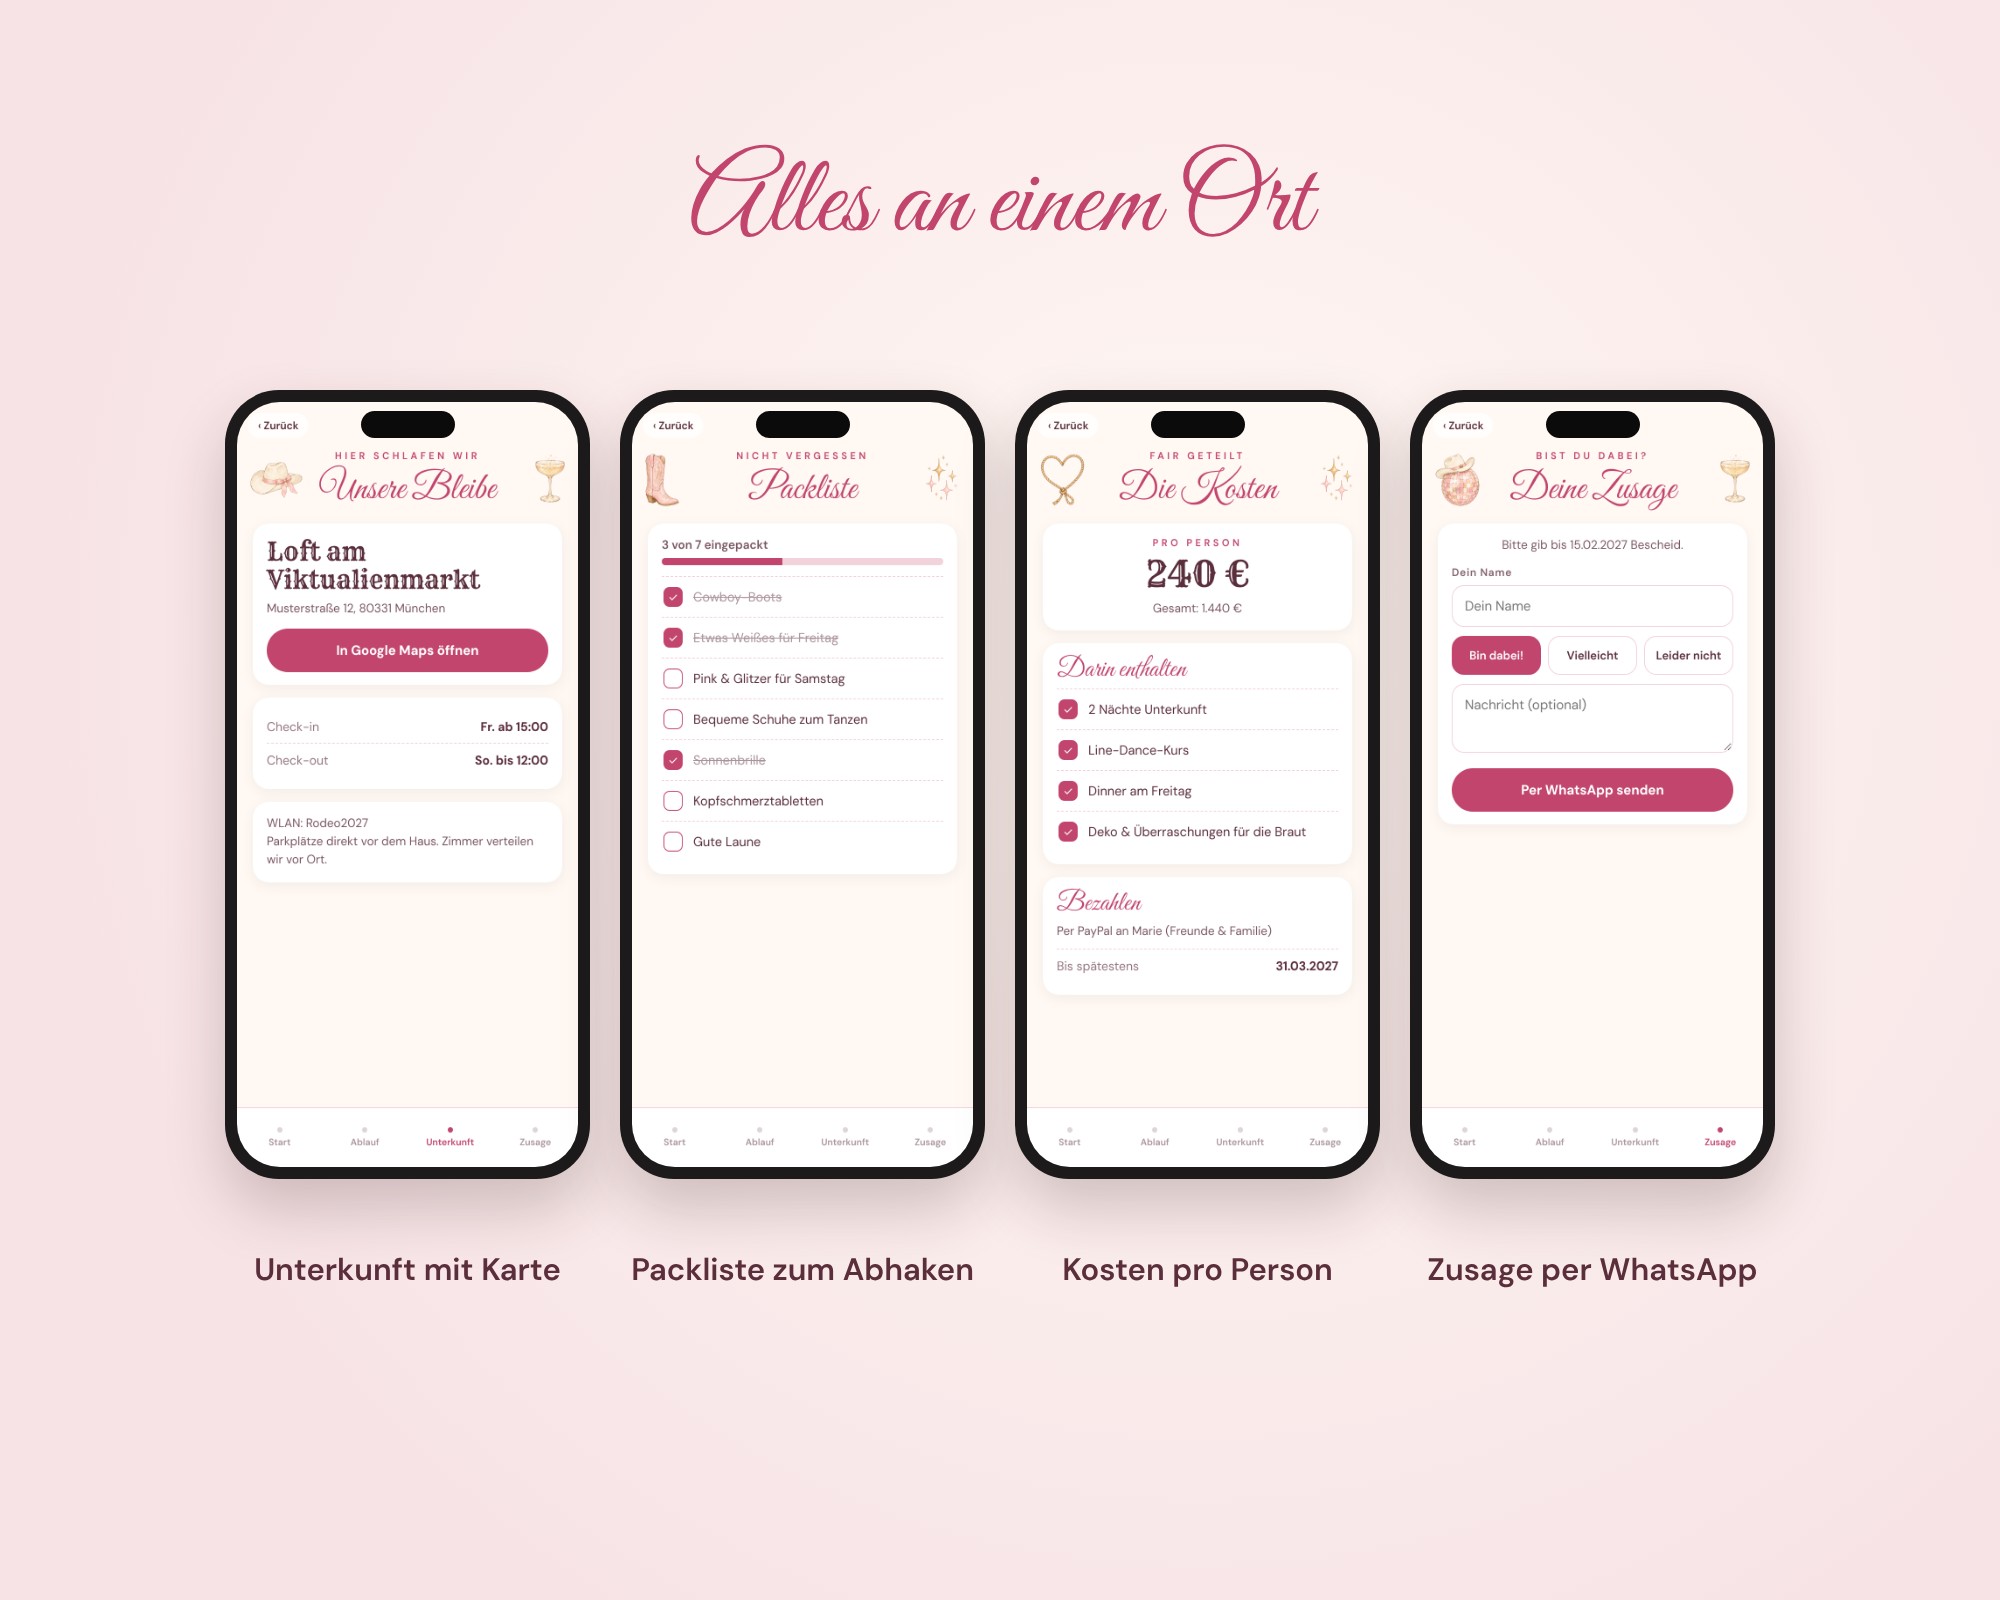 Alles an einem Ort
‹ Zurück
HIER SCHLAFEN WIR
Unsere Bleibe
Loft am
Viktualienmarkt
Musterstraße 12, 80331 München
In Google Maps öffnen
Check-in
Fr. ab 15:00
Check-out
So. bis 12:00
WLAN: Rodeo2027
Parkplätze direkt vor dem Haus. Zimmer verteilen
wir vor Ort.
Start
Ablauf
Unterkunft
Zusage
Unterkunft mit Karte
‹ Zurück
NICHT VERGESSEN
Packliste
3 von 7 eingepackt
Cowboy-Boots
Etwas Weißes für Freitag
Pink & Glitzer für Samstag
Bequeme Schuhe zum Tanzen
Sonnenbrille
Kopfschmerztabletten
Gute Laune
Start
Ablauf
Unterkunft
Zusage
Packliste zum Abhaken
‹ Zurück
FAIR GETEILT
Die Kosten
PRO PERSON
240 €
Gesamt: 1.440 €
Darin enthalten
2 Nächte Unterkunft
Line-Dance-Kurs
Dinner am Freitag
Deko & Überraschungen für die Braut
Bezahlen
Per PayPal an Marie (Freunde & Familie)
Bis spätestens
31.03.2027
Start
Ablauf
Unterkunft
Zusage
Kosten pro Person
‹ Zurück
BIST DU DABEI?
Deine Zusage
Bitte gib bis 15.02.2027 Bescheid.
Dein Name
Dein Name
Bin dabei!
Vielleicht
Leider nicht
Nachricht (optional)
Per WhatsApp senden
Start
Ablauf
Unterkunft
Zusage
Zusage per WhatsApp